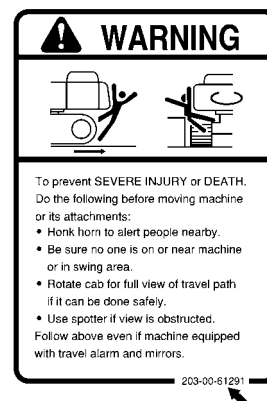 WARNING
To prevent SEVERE INJURY or DEATH.
Do the following before moving machine
or its attachments:
• Honk horn to alert people nearby.
• Be sure no one is on or near machine
or in swing area.
• Rotate cab for full view of travel path
if it can be done safely.
• Use spotter if view is obstructed.
Follow above even if machine equipped
with travel alarm and mirrors.
203-00-61291